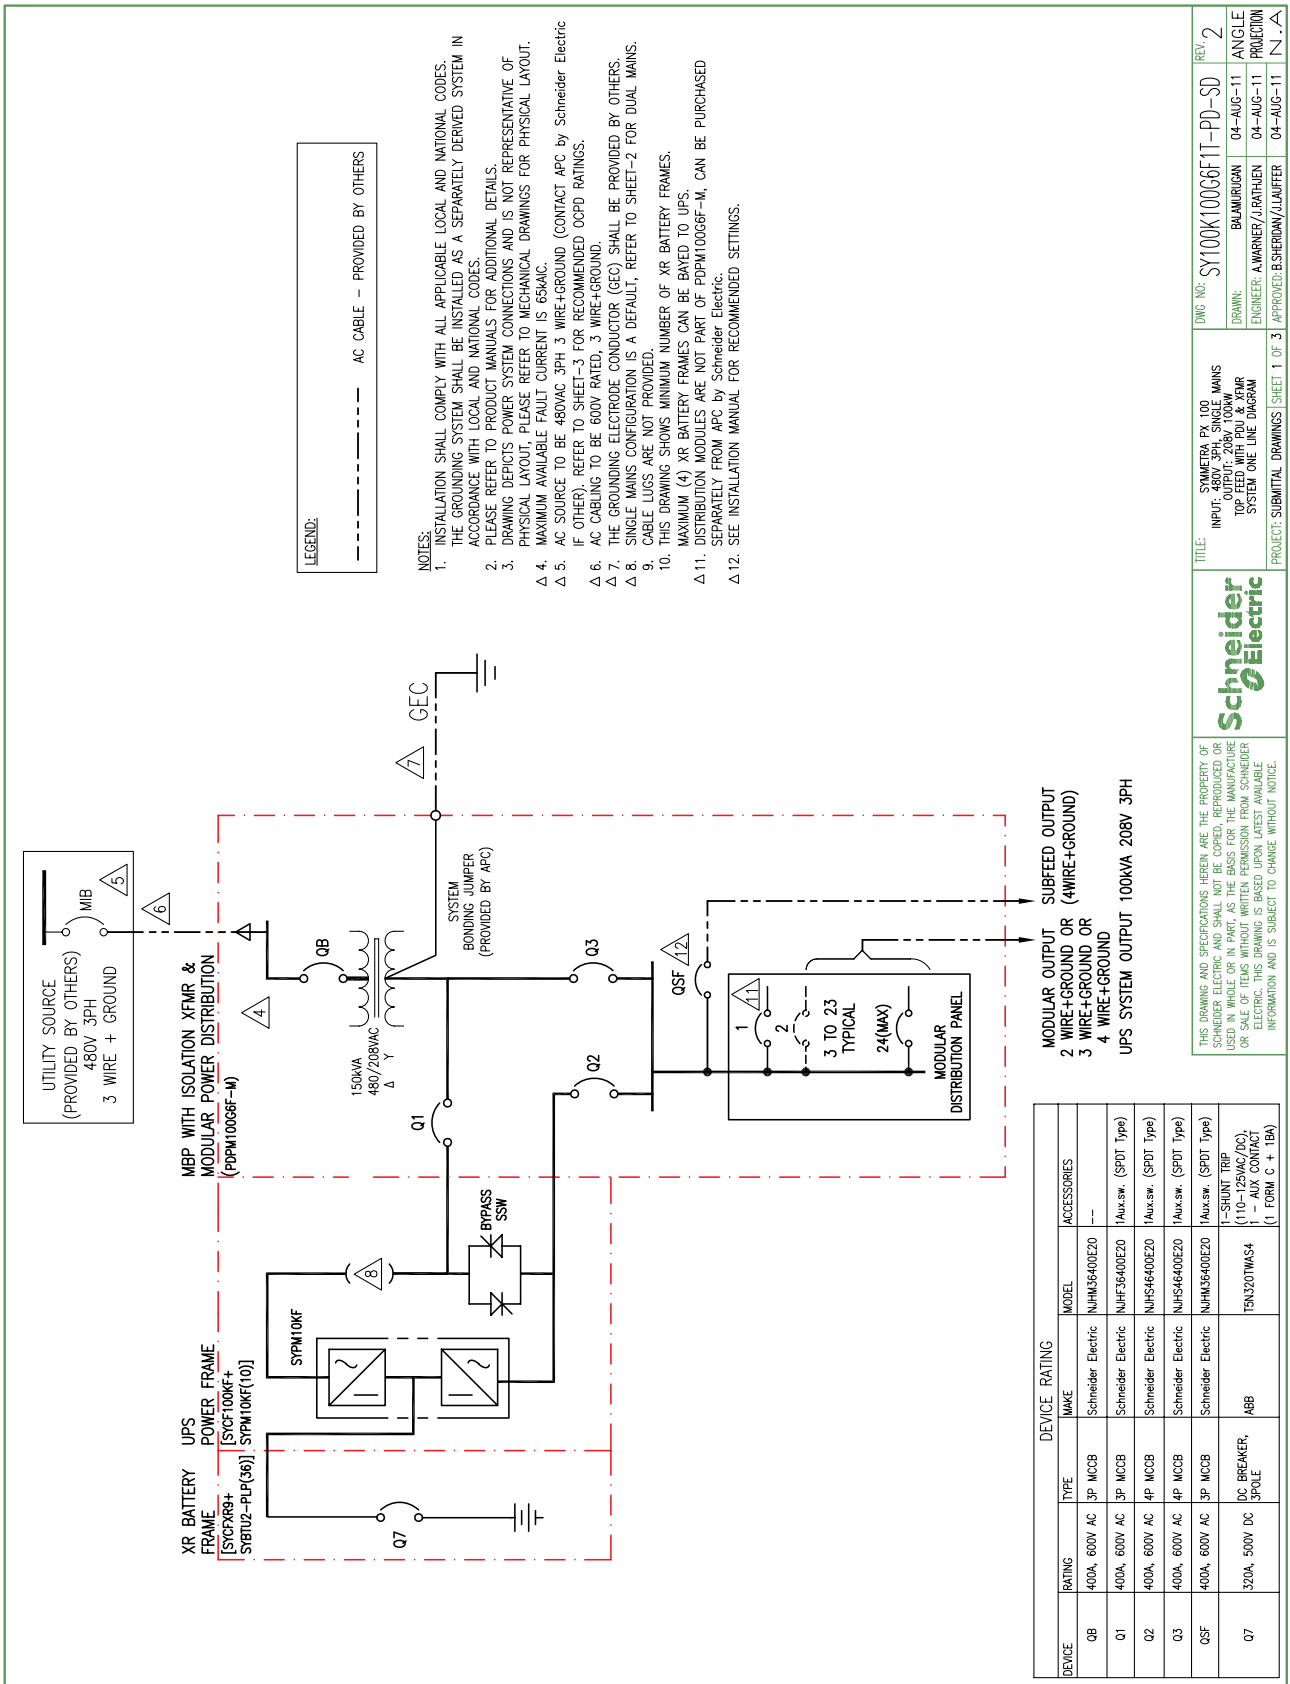 UTILITY SOURCE
(PROVIDED BY OTHERS)
480V 3PH
3 WIRE + GROUND
MIB
5
6
4
MBP WITH ISOLATION XFMR &
MODULAR POWER DISTRIBUTION
(PDPM100G6F-M)
UPS
POWER FRAME
[SYCF100KF+
SYPM10KF(10)]
XR BATTERY
FRAME
[SYCFXR9+
SYBTU2-PLP(36)]
QB
150kVA
480/208VAC
Δ Y
SYSTEM
BONDING JUMPER
(PROVIDED BY APC)
7
GEC
Q1
Q2
Q3
8
SYPM10KF
BYPASS
SSW
Q7
QSF
12
11
1
2
3 TO 23
TYPICAL
24(MAX)
MODULAR
DISTRIBUTION PANEL
MODULAR OUTPUT
2 WIRE+GROUND OR
3 WIRE+GROUND OR
4 WIRE+GROUND
SUBFEED OUTPUT
(4WIRE+GROUND)
UPS SYSTEM OUTPUT 100kVA 208V 3PH
LEGEND:
AC CABLE - PROVIDED BY OTHERS
NOTES:
1. INSTALLATION SHALL COMPLY WITH ALL APPLICABLE LOCAL AND NATIONAL CODES.
THE GROUNDING SYSTEM SHALL BE INSTALLED AS A SEPARATELY DERIVED SYSTEM IN
ACCORDANCE WITH LOCAL AND NATIONAL CODES.
2. PLEASE REFER TO PRODUCT MANUALS FOR ADDITIONAL DETAILS.
3. DRAWING DEPICTS POWER SYSTEM CONNECTIONS AND IS NOT REPRESENTATIVE OF
PHYSICAL LAYOUT, PLEASE REFER TO MECHANICAL DRAWINGS FOR PHYSICAL LAYOUT.
Δ 4. MAXIMUM AVAILABLE FAULT CURRENT IS 65kAIC.
Δ 5. AC SOURCE TO BE 480VAC 3PH 3 WIRE+GROUND (CONTACT APC by Schneider Electric
IF OTHER). REFER TO SHEET-3 FOR RECOMMENDED OCPD RATINGS.
Δ 6. AC CABLING TO BE 600V RATED, 3 WIRE+GROUND.
Δ 7. THE GROUNDING ELECTRODE CONDUCTOR (GEC) SHALL BE PROVIDED BY OTHERS.
Δ 8. SINGLE MAINS CONFIGURATION IS A DEFAULT, REFER TO SHEET-2 FOR DUAL MAINS.
9. CABLE LUGS ARE NOT PROVIDED.
10. THIS DRAWING SHOWS MINIMUM NUMBER OF XR BATTERY FRAMES.
MAXIMUM (4) XR BATTERY FRAMES CAN BE BAYED TO UPS.
Δ 11. DISTRIBUTION MODULES ARE NOT PART OF PDPM100G6F-M, CAN BE PURCHASED
SEPARATELY FROM APC by Schneider Electric.
Δ 12. SEE INSTALLATION MANUAL FOR RECOMMENDED SETTINGS.
DEVICE RATING
DEVICE RATING TYPE MAKE MODEL ACCESSORIES
QB 400A, 600V AC 3P MCCB Schneider Electric NJHM36400E20 --
Q1 400A, 600V AC 3P MCCB Schneider Electric NJHF36400E20 1Aux.sw. (SPDT Type)
Q2 400A, 600V AC 4P MCCB Schneider Electric NJHS46400E20 1Aux.sw. (SPDT Type)
Q3 400A, 600V AC 4P MCCB Schneider Electric NJHS46400E20 1Aux.sw. (SPDT Type)
QSF 400A, 600V AC 3P MCCB Schneider Electric NJHM36400E20 1Aux.sw. (SPDT Type)
Q7 320A, 500V DC DC BREAKER, 3POLE ABB T5N320TWAS4 1-SHUNT TRIP
(110-125VAC/DC),
1 - AUX CONTACT
(1 FORM C + 1BA)
THIS DRAWING AND SPECIFICATIONS HEREIN ARE THE PROPERTY OF
SCHNEIDER ELECTRIC AND SHALL NOT BE COPIED, REPRODUCED OR
USED IN WHOLE OR IN PART, AS THE BASIS FOR THE MANUFACTURE
OR SALE OF ITEMS WITHOUT WRITTEN PERMISSION FROM SCHNEIDER
ELECTRIC. THIS DRAWING IS BASED UPON LATEST AVAILABLE
INFORMATION AND IS SUBJECT TO CHANGE WITHOUT NOTICE.
Schneider
Electric
TITLE: SYMMETRA PX 100
INPUT: 480V 3PH, SINGLE MAINS
OUTPUT: 208V 100kW
TOP FEED WITH PDU & XFMR
SYSTEM ONE LINE DIAGRAM
PROJECT: SUBMITTAL DRAWINGS SHEET 1 OF 3
DWG NO: SY100K100G6F1T-PD-SD REV. 2
DRAWN: BALAMURUGAN 04-AUG-11 ANGLE
ENGINEER: A.WARNER/J.RATHJEN 04-AUG-11 PROJECTION
APPROVED: B.SHERIDAN/J.LAUFFER 04-AUG-11 N.A